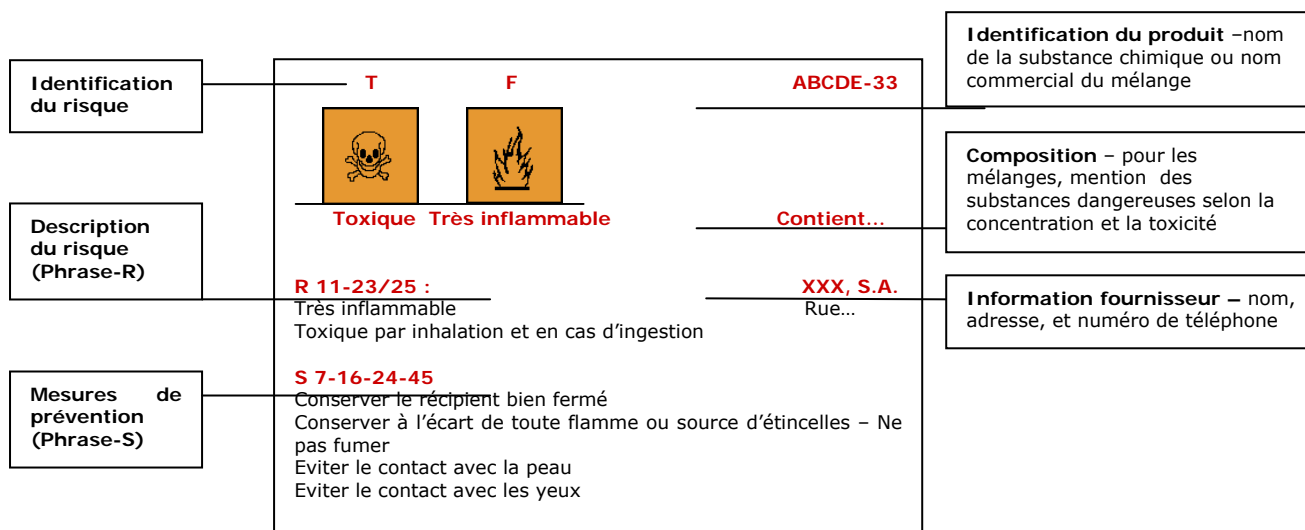 Identification
du risque
Description
du risque
(Phrase-R)
Mesures de
prévention
(Phrase-S)
T F ABCDE-33
Toxique Très inflammable Contient...
R 11-23/25 : XXX, S.A.
Très inflammable Rue...
Toxique par inhalation et en cas d’ingestion
S 7-16-24-45
Conserver le récipient bien fermé
Conserver à l’écart de toute flamme ou source d’étincelles – Ne
pas fumer
Eviter le contact avec la peau
Eviter le contact avec les yeux
Identification du produit –nom
de la substance chimique ou nom
commercial du mélange
Composition – pour les
mélanges, mention des
substances dangereuses selon la
concentration et la toxicité
Information fournisseur – nom,
adresse, et numéro de téléphone